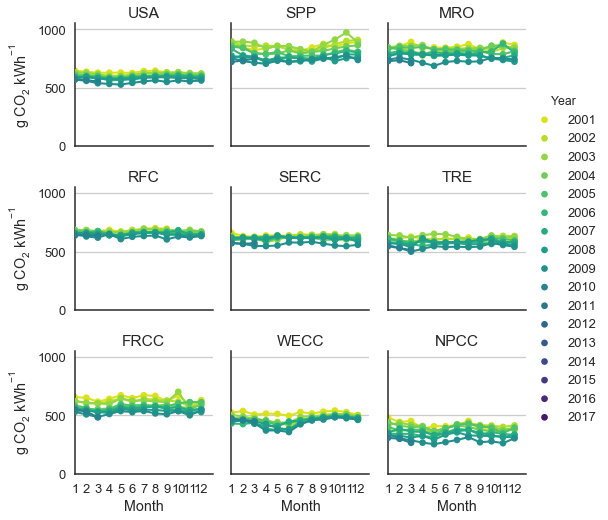 USA SPP MRO
1000
500
0
g CO₂ kWh⁻¹
RFC SERC TRE
1000
500
0
g CO₂ kWh⁻¹
FRCC WECC NPCC
1000
500
0
g CO₂ kWh⁻¹
1 2 3 4 5 6 7 8 9 10 11 12
1 2 3 4 5 6 7 8 9 10 11 12
1 2 3 4 5 6 7 8 9 10 11 12
Month Month Month
Year
2001
2002
2003
2004
2005
2006
2007
2008
2009
2010
2011
2012
2013
2014
2015
2016
2017